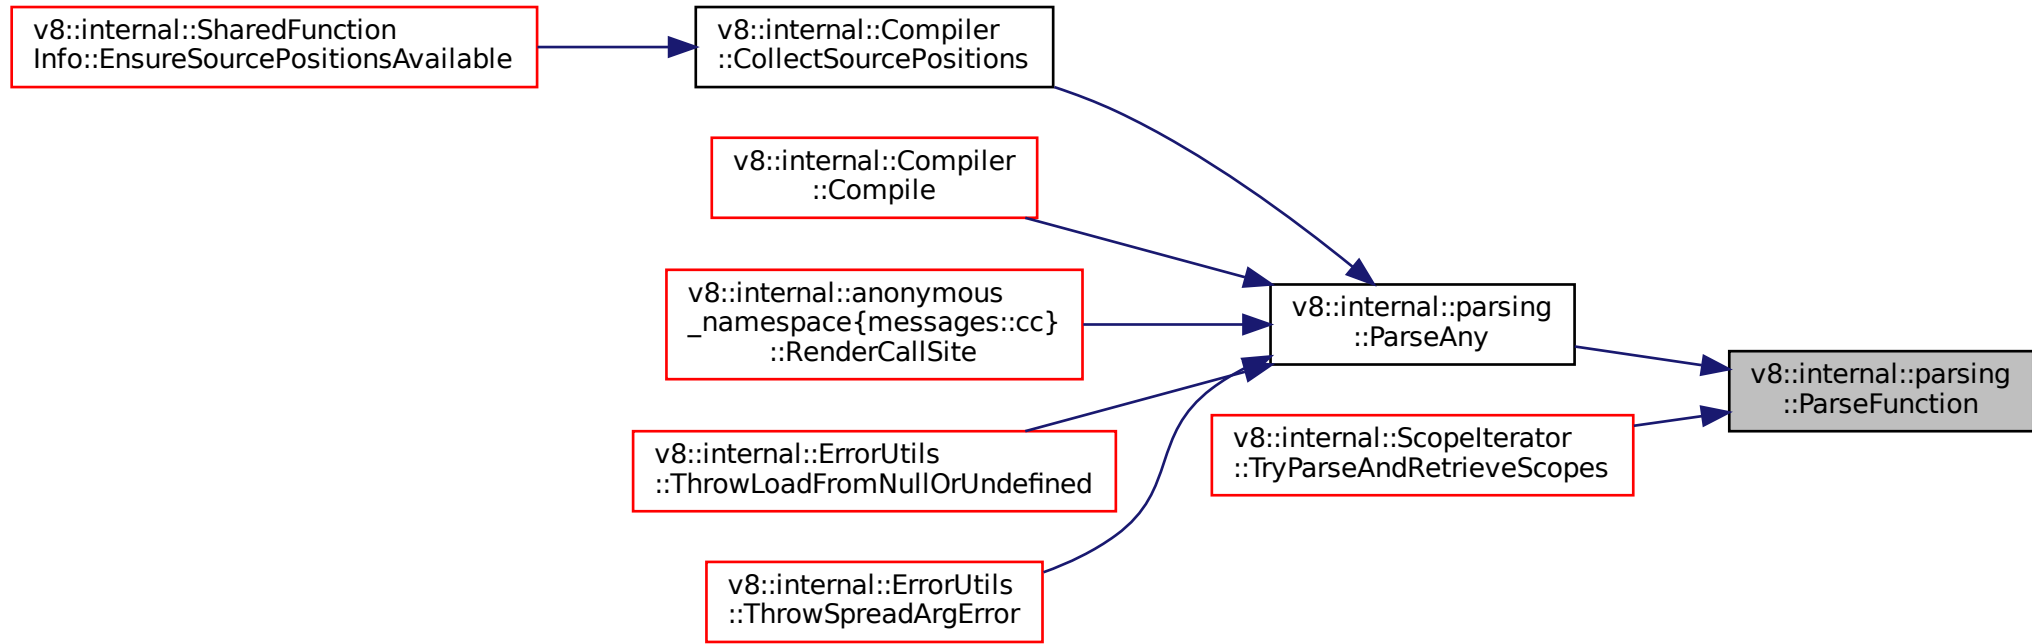 v8::internal::SharedFunction
Info::EnsureSourcePositionsAvailable
v8::internal::Compiler
::CollectSourcePositions
v8::internal::Compiler
::Compile
v8::internal::anonymous
_namespace{messages::cc}
::RenderCallSite
v8::internal::ErrorUtils
::ThrowLoadFromNullOrUndefined
v8::internal::ErrorUtils
::ThrowSpreadArgError
v8::internal::parsing
::ParseAny
v8::internal::ScopeIterator
::TryParseAndRetrieveScopes
v8::internal::parsing
::ParseFunction